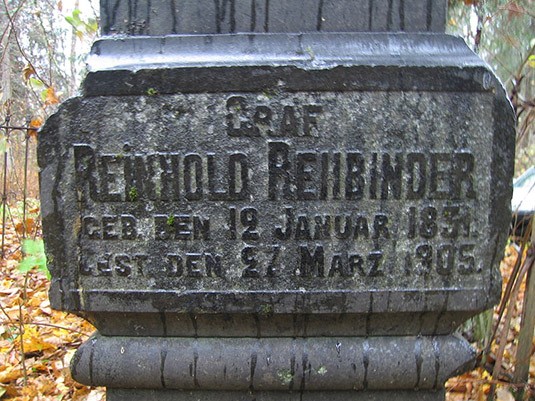 GRAF
REINHOLD REHBINDER
GEB. DEN 12 JANUAR 1831.
GEST DEN 27 MÄRZ 1905.